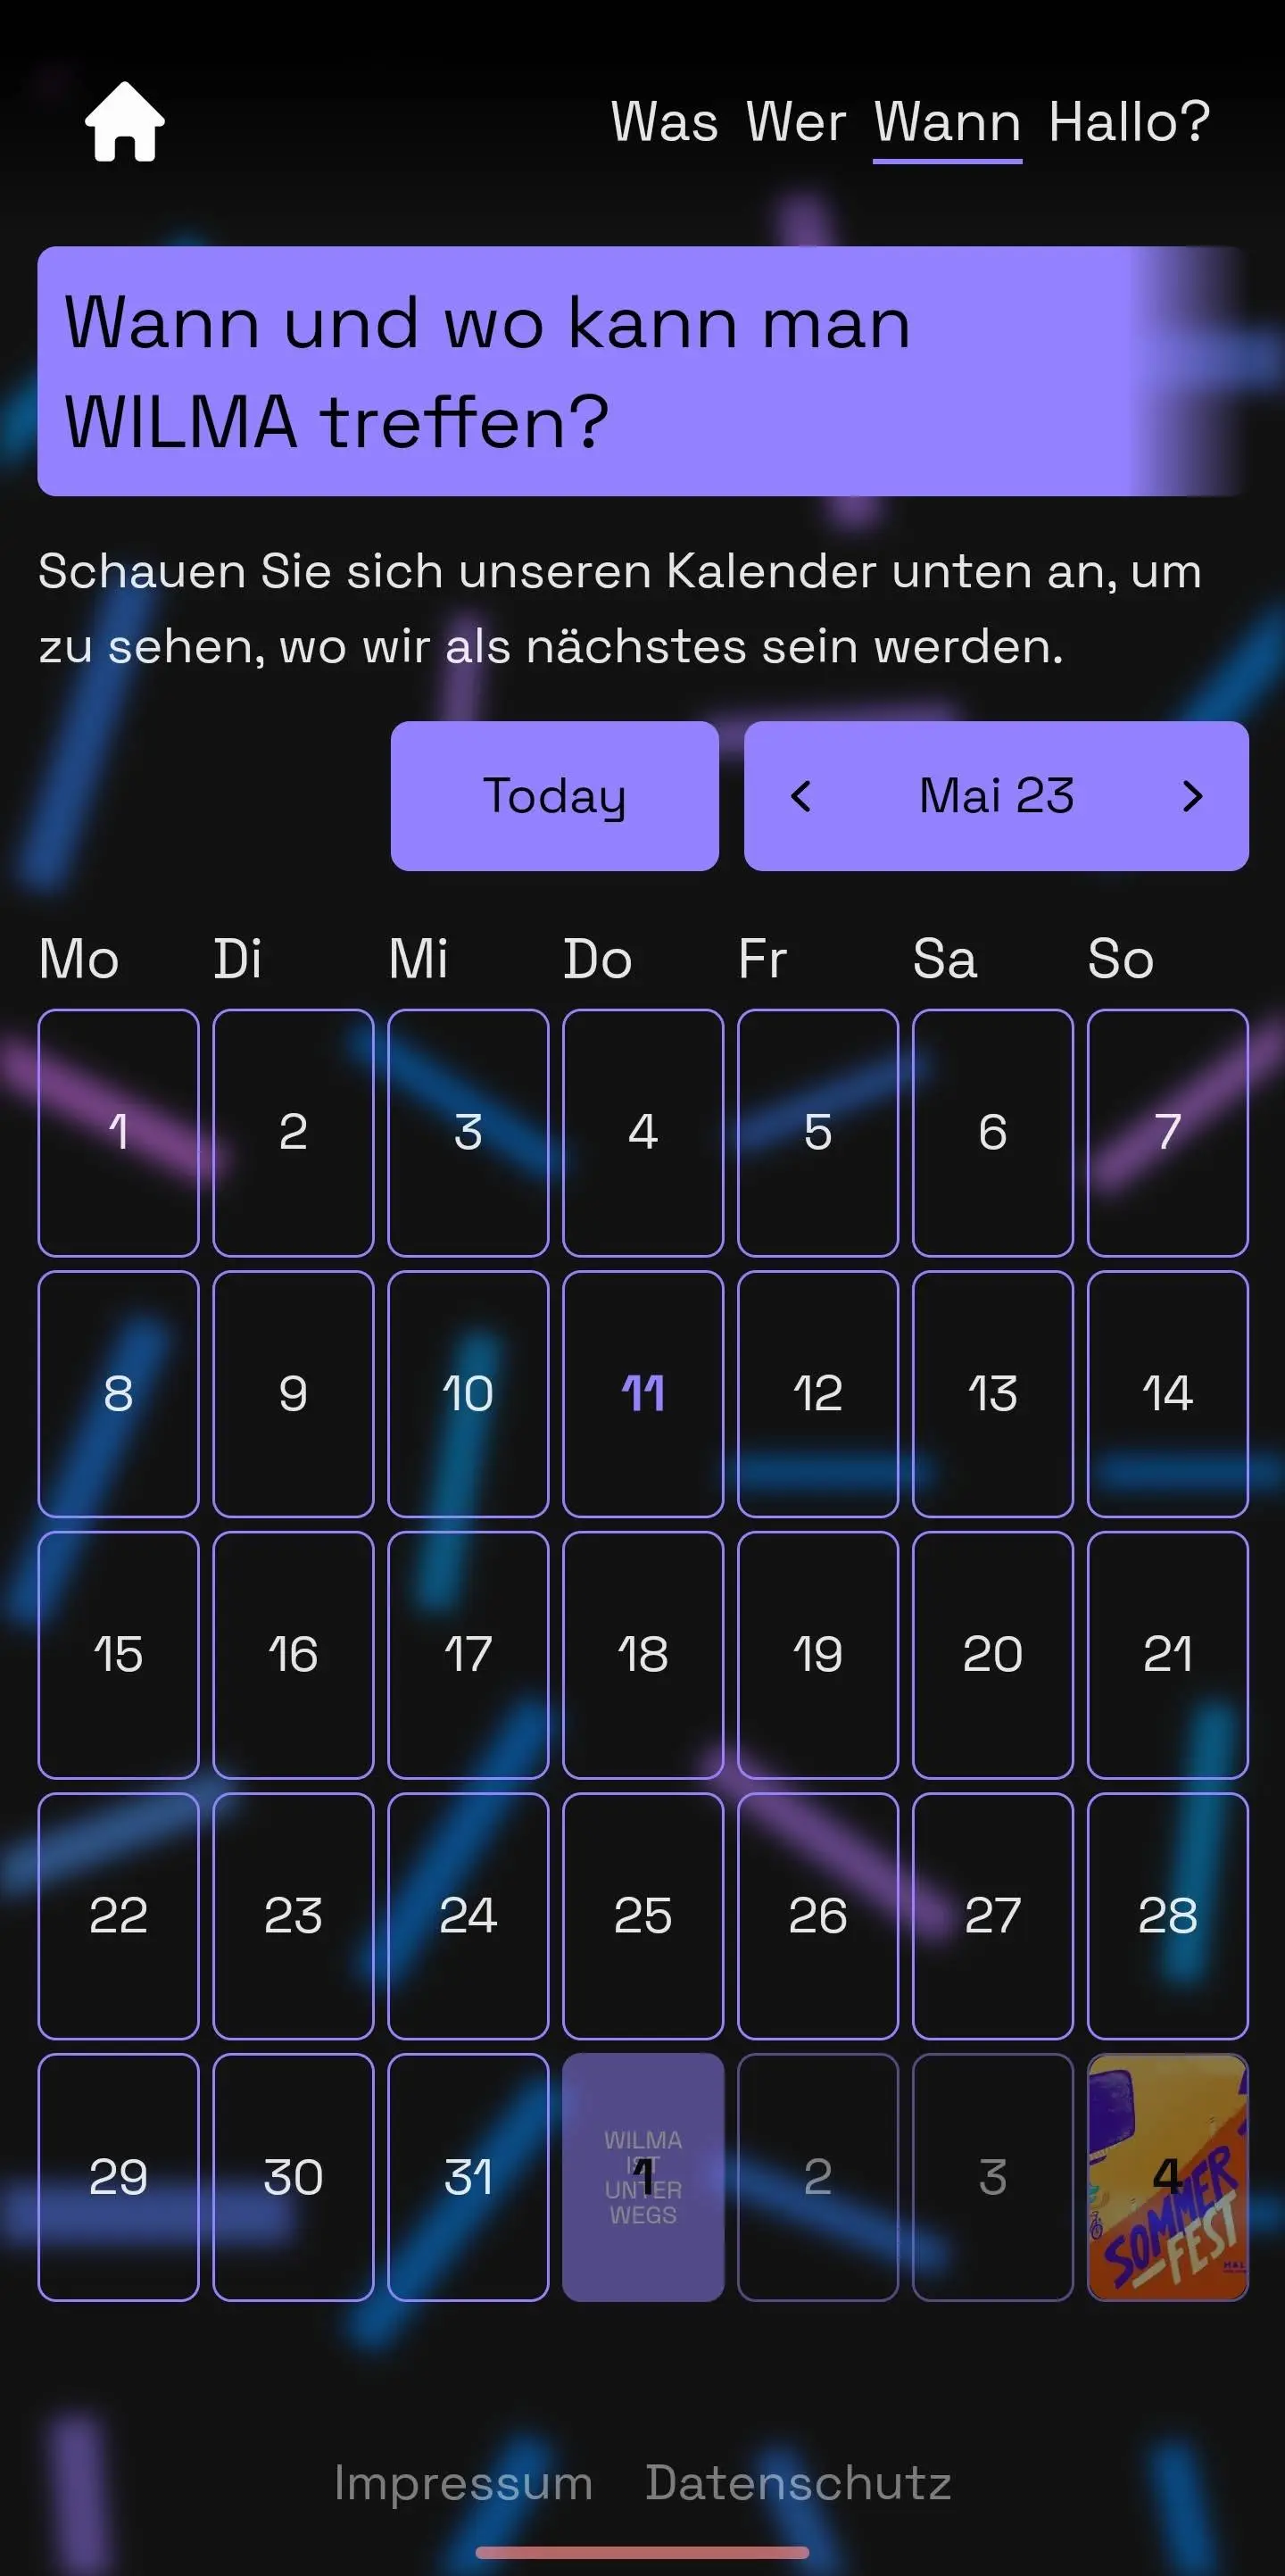 Was Wer Wann Hallo?
Wann und wo kann man
WILMA treffen?
Schauen Sie sich unseren Kalender unten an, um
zu sehen, wo wir als nächstes sein werden.
Today < Mai 23 >
Mo Di Mi Do Fr Sa So
1 2 3 4 5 6 7
8 9 10 11 12 13 14
15 16 17 18 19 20 21
22 23 24 25 26 27 28
29 30 31 1 2 3 4
WILMA
IST
UNTER
WEGS
SOMMER
FEST
Impressum Datenschutz